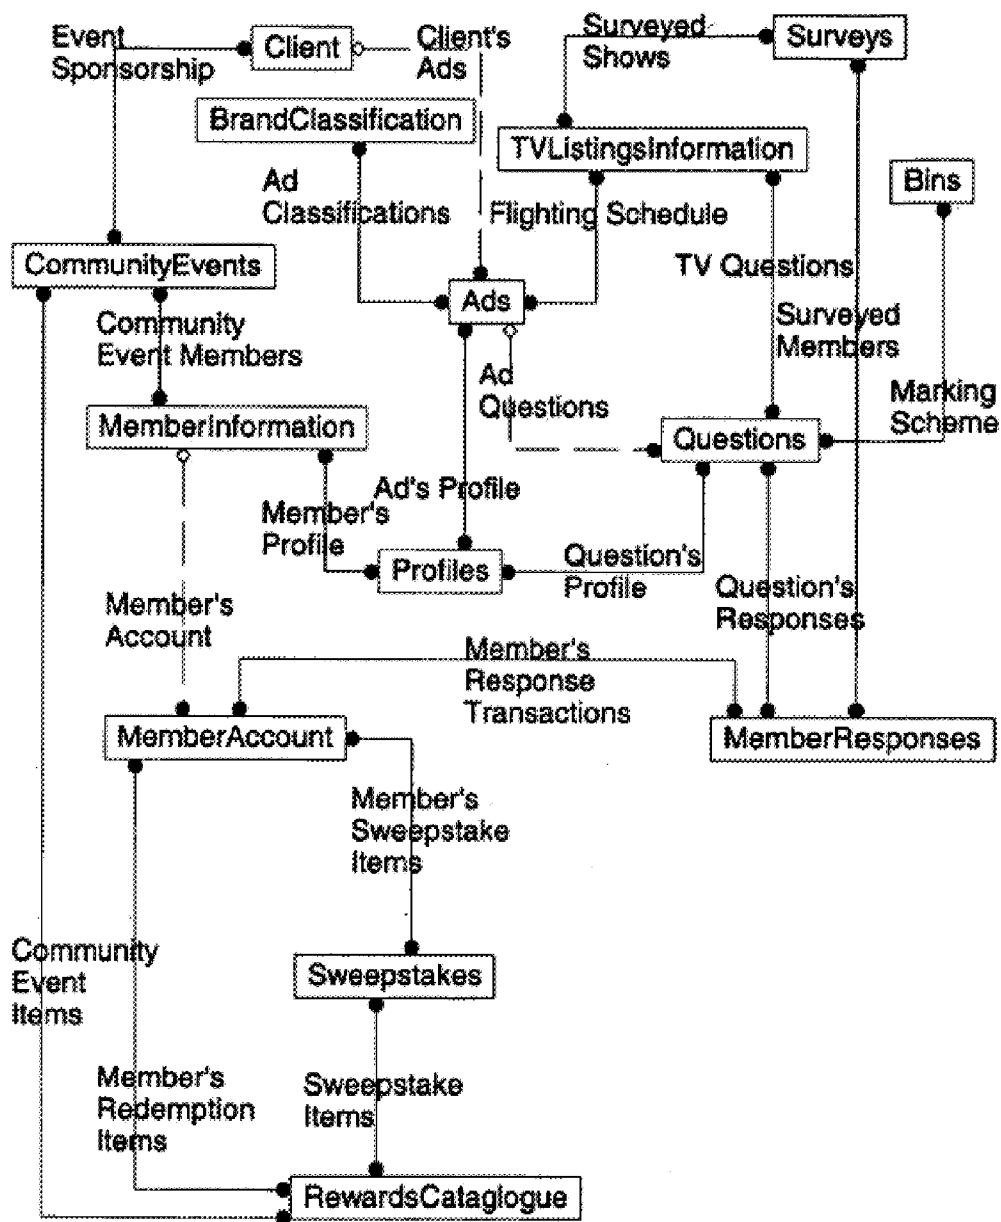 Event
Sponsorship
Client
Client's
Ads
Surveyed
Shows
Surveys
BrandClassification
TVListingsInformation
Bins
Ad
Classifications
Flighting Schedule
CommunityEvents
TV Questions
Ads
Community
Event Members
Surveyed
Members
Ad
Questions
Marking
Scheme
MemberInformation
Questions
Ad's Profile
Member's
Profile
Profiles
Question's
Profile
Question's
Responses
Member's
Account
Member's
Response
Transactions
MemberAccount
MemberResponses
Member's
Sweepstake
Items
Community
Event
Items
Sweepstakes
Member's
Redemption
Items
Sweepstake
Items
RewardsCataglogue